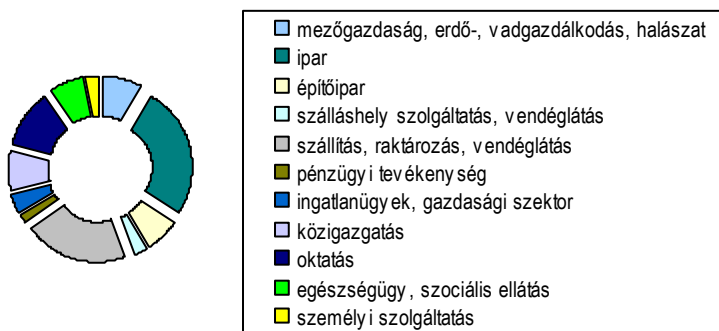 mezőgazdaság, erdő-, vadgazdálkodás, halászat
ipar
építőipar
szálláshely szolgáltatás, vendéglátás
szállítás, raktározás, vendéglátás
pénzügyi tevékenység
ingatlanügyek, gazdasági szektor
közigazgatás
oktatás
egészségügy, szociális ellátás
személyi szolgáltatás